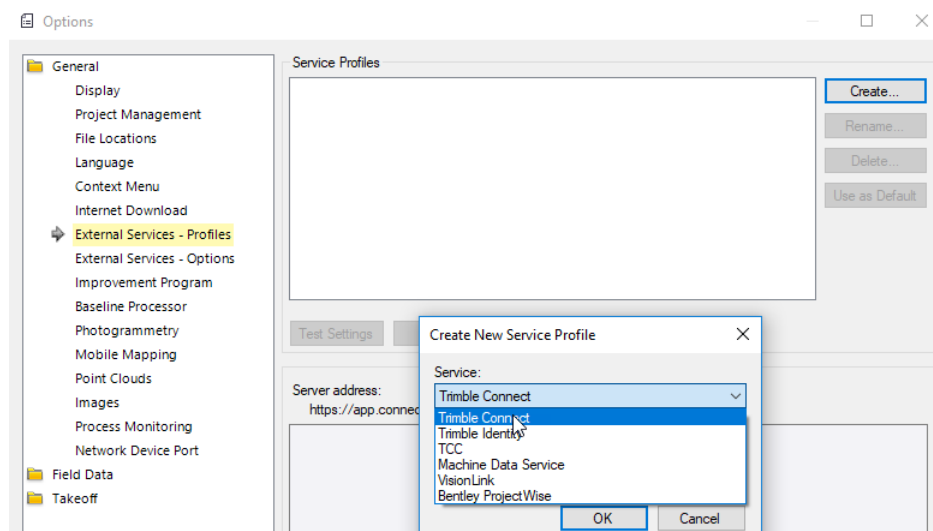 Options
General
Display
Project Management
File Locations
Language
Context Menu
Internet Download
External Services - Profiles
External Services - Options
Improvement Program
Baseline Processor
Photogrammetry
Mobile Mapping
Point Clouds
Images
Process Monitoring
Network Device Port
Field Data
Takeoff
Service Profiles
Create...
Rename...
Delete...
Use as Default
Test Settings
Server address:
https://app.connec
Create New Service Profile
Service:
Trimble Connect
Trimble Connect
Trimble Identity
TCC
Machine Data Service
VisionLink
Bentley ProjectWise
OK
Cancel